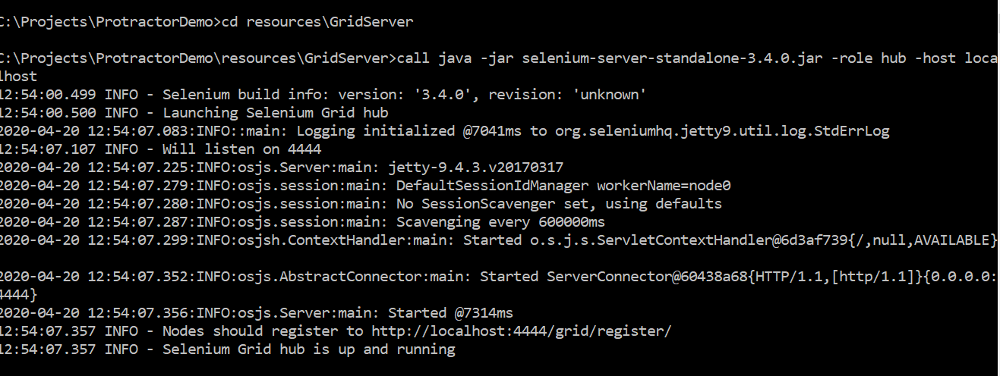 C:\Projects\ProtractorDemo>cd resources\GridServer
C:\Projects\ProtractorDemo\resources\GridServer>call java -jar selenium-server-standalone-3.4.0.jar -role hub -host loca
lhost
12:54:00.499 INFO - Selenium build info: version: '3.4.0', revision: 'unknown'
12:54:00.500 INFO - Launching Selenium Grid hub
2020-04-20 12:54:07.083:INFO::main: Logging initialized @7041ms to org.seleniumhq.jetty9.util.log.StdErrLog
12:54:07.107 INFO - Will listen on 4444
2020-04-20 12:54:07.225:INFO:osjs.Server:main: jetty-9.4.3.v20170317
2020-04-20 12:54:07.279:INFO:osjs.session:main: DefaultSessionIdManager workerName=node0
2020-04-20 12:54:07.280:INFO:osjs.session:main: No SessionScavenger set, using defaults
2020-04-20 12:54:07.287:INFO:osjs.session:main: Scavenging every 600000ms
2020-04-20 12:54:07.299:INFO:osjsh.ContextHandler:main: Started o.s.j.s.ServletContextHandler@6d3af739{/,null,AVAILABLE}
2020-04-20 12:54:07.352:INFO:osjs.AbstractConnector:main: Started ServerConnector@60438a68{HTTP/1.1,[http/1.1]}{0.0.0.0:
4444}
2020-04-20 12:54:07.356:INFO:osjs.Server:main: Started @7314ms
12:54:07.357 INFO - Nodes should register to http://localhost:4444/grid/register/
12:54:07.357 INFO - Selenium Grid hub is up and running